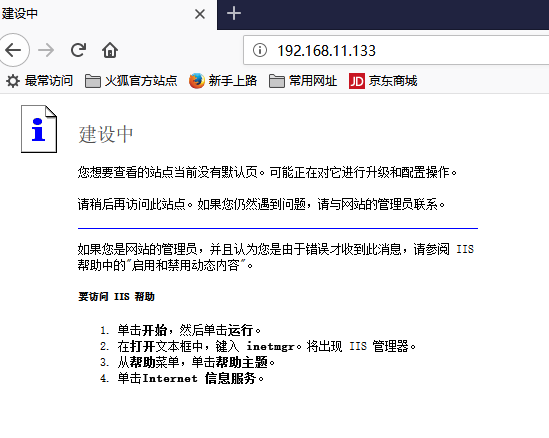 建设中
192.168.11.133
最常访问 火狐官方站点 新手上路 常用网址 JD 京东商城
建设中
您想要查看的站点当前没有默认页。可能正在对它进行升级和配置操作。
请稍后再访问此站点。如果您仍然遇到问题，请与网站的管理员联系。
如果您是网站的管理员，并且认为您是由于错误才收到此消息，请参阅 IIS
帮助中的"启用和禁用动态内容"。
要访问 IIS 帮助
1. 单击开始，然后单击运行。
2. 在打开文本框中，键入 inetmgr。将出现 IIS 管理器。
3. 从帮助菜单，单击帮助主题。
4. 单击Internet 信息服务。